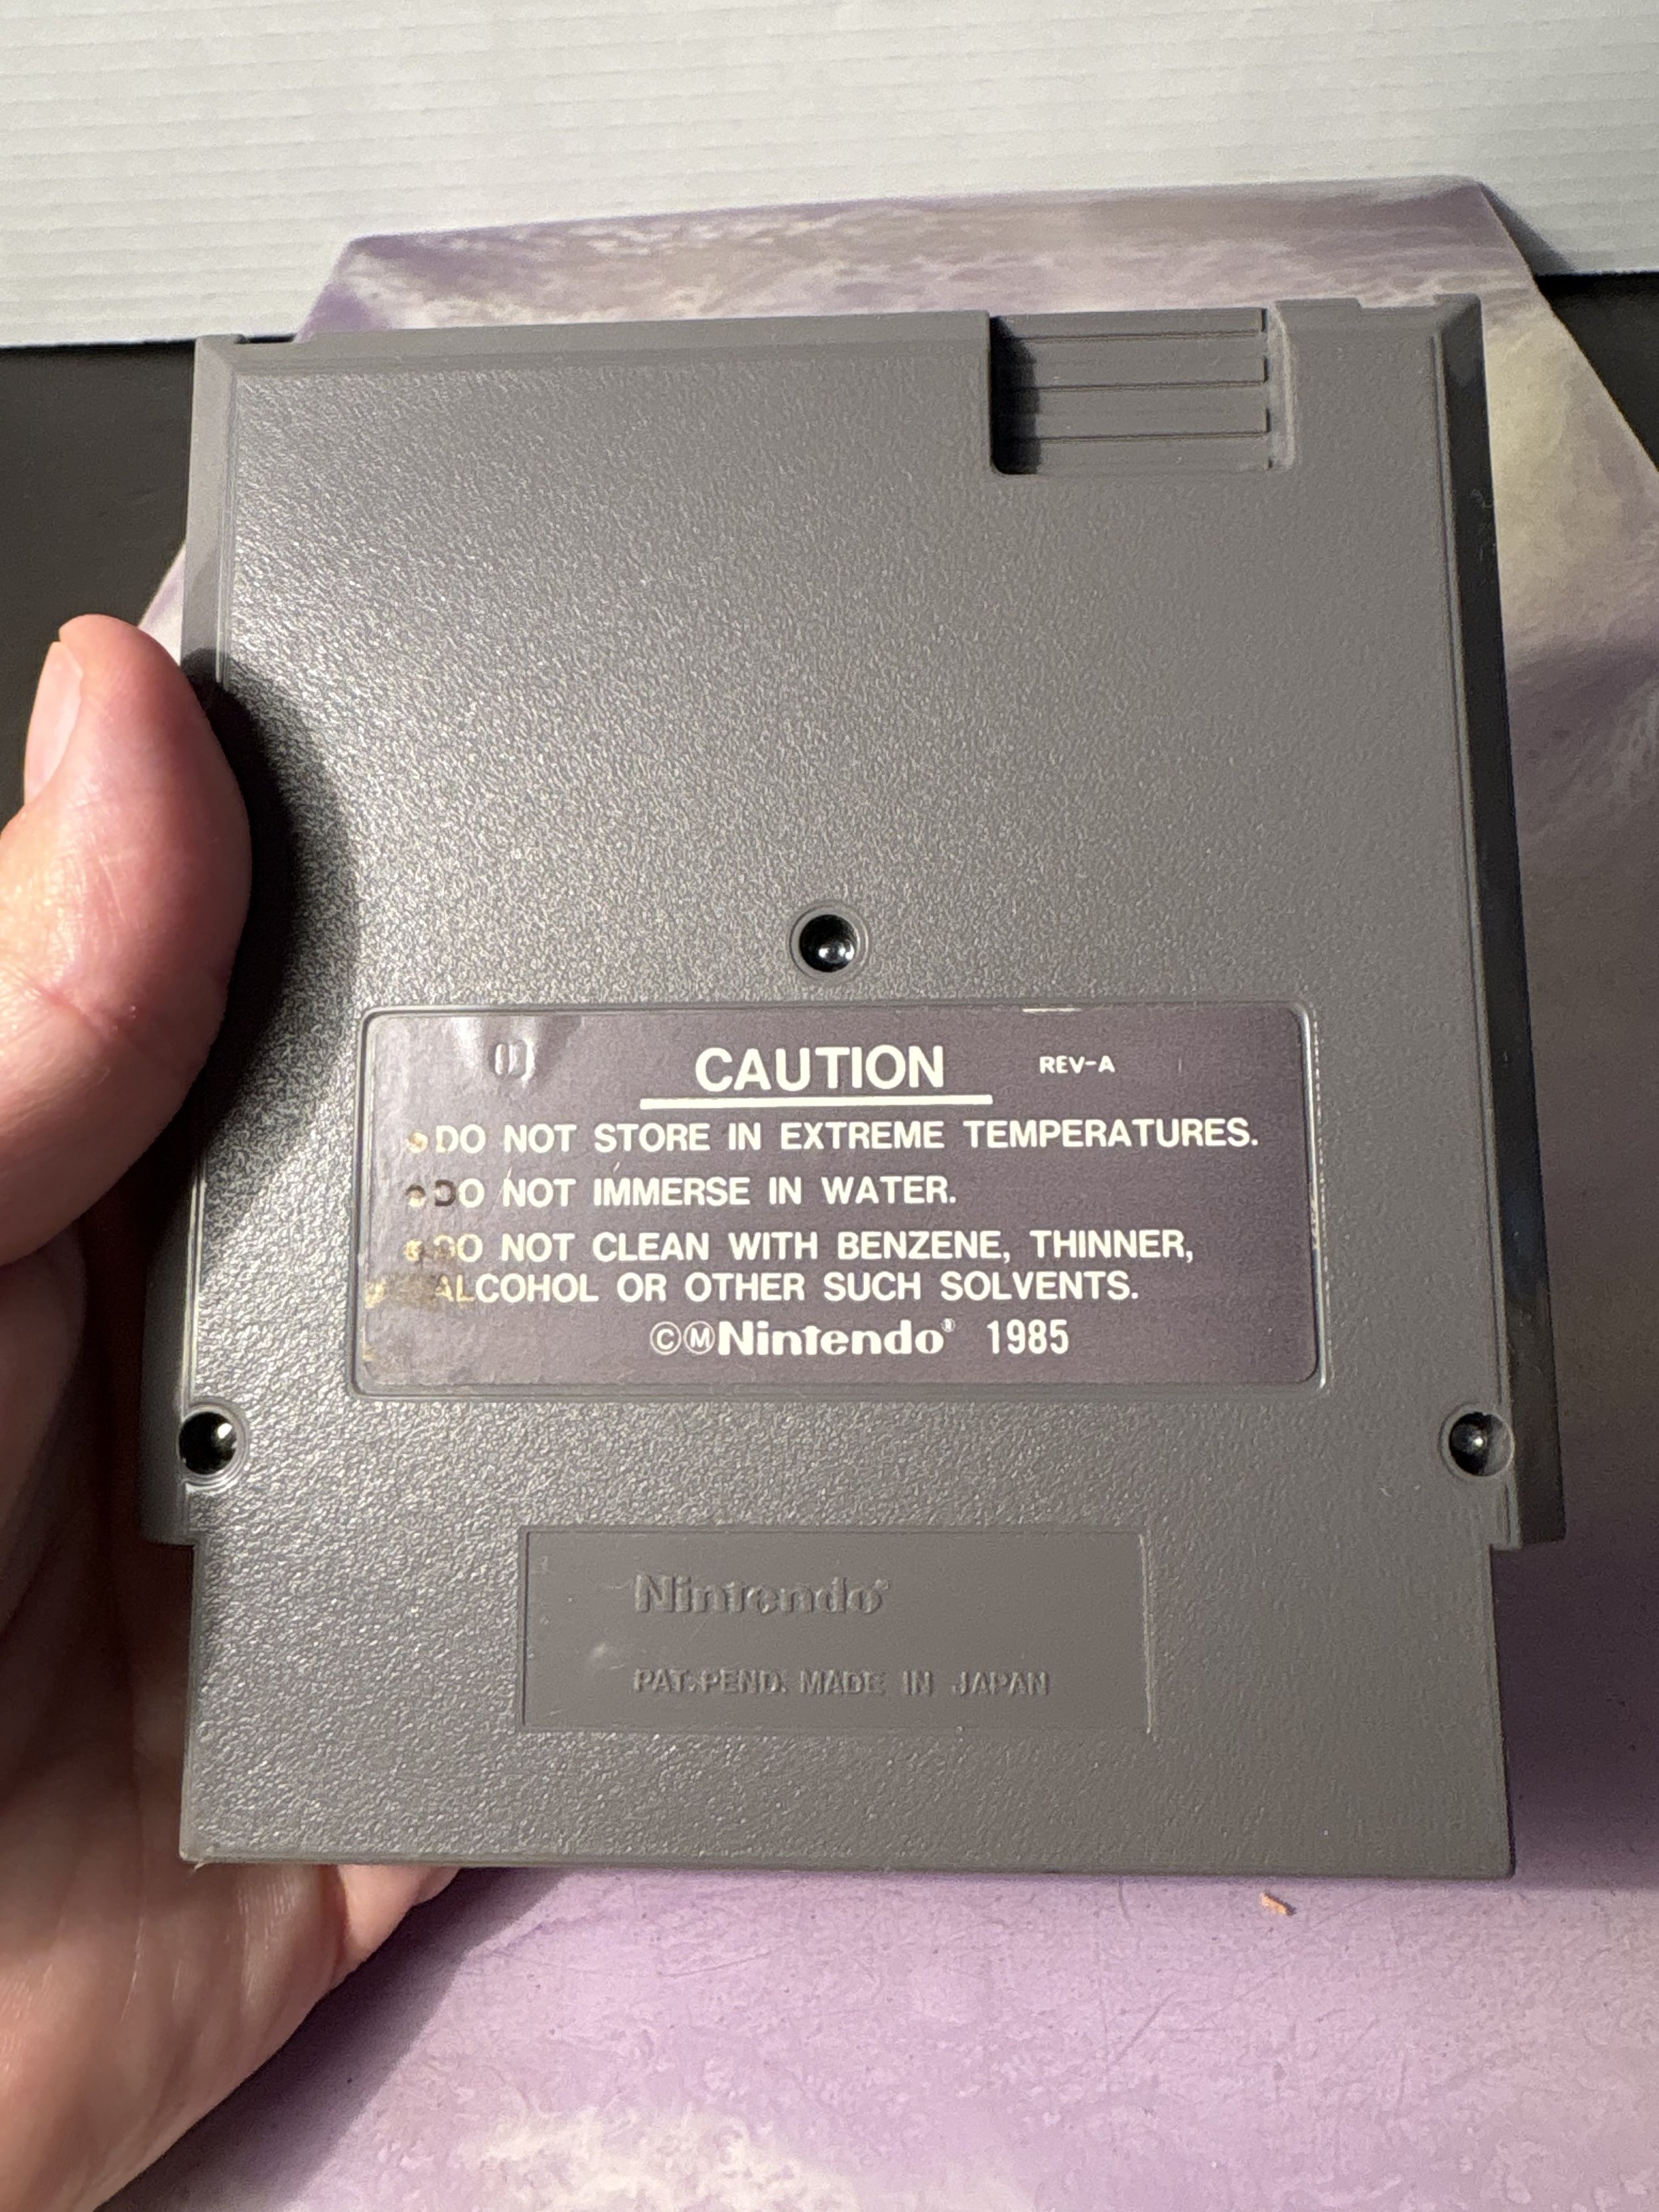 CAUTION REV-A
•DO NOT STORE IN EXTREME TEMPERATURES.
•DO NOT IMMERSE IN WATER.
•DO NOT CLEAN WITH BENZENE, THINNER,
ALCOHOL OR OTHER SUCH SOLVENTS.
ⒸⓂNintendo® 1985
Nintendo®
PAT. PEND. MADE IN JAPAN